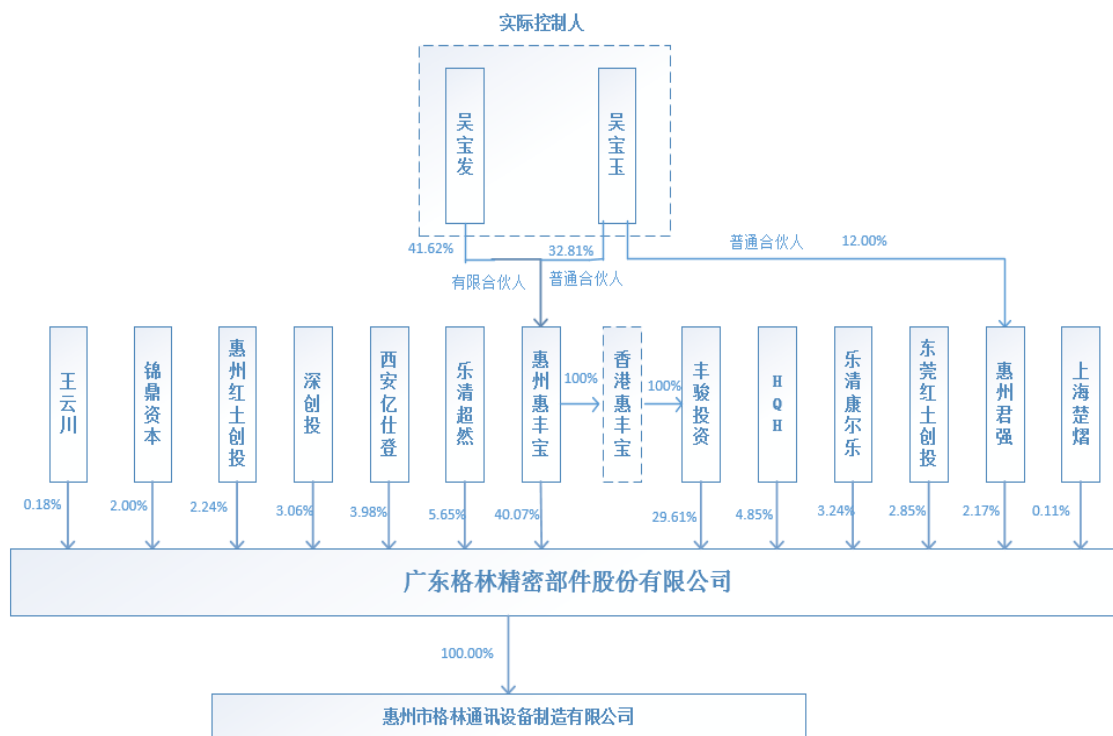 实际控制人
吴宝发
吴宝玉
41.62%
32.81%
普通合伙人
12.00%
有限合伙人
普通合伙人
王云川
锦鼎资本
惠州红土创投
深创投
西安亿仕登
乐清超然
惠州惠丰宝
100%
香港惠丰宝
100%
丰骏投资
HQH
乐清康尔乐
东莞红土创投
惠州君强
上海楚熠
0.18%
2.00%
2.24%
3.06%
3.98%
5.65%
40.07%
29.61%
4.85%
3.24%
2.85%
2.17%
0.11%
广东格林精密部件股份有限公司
100.00%
惠州市格林通讯设备制造有限公司